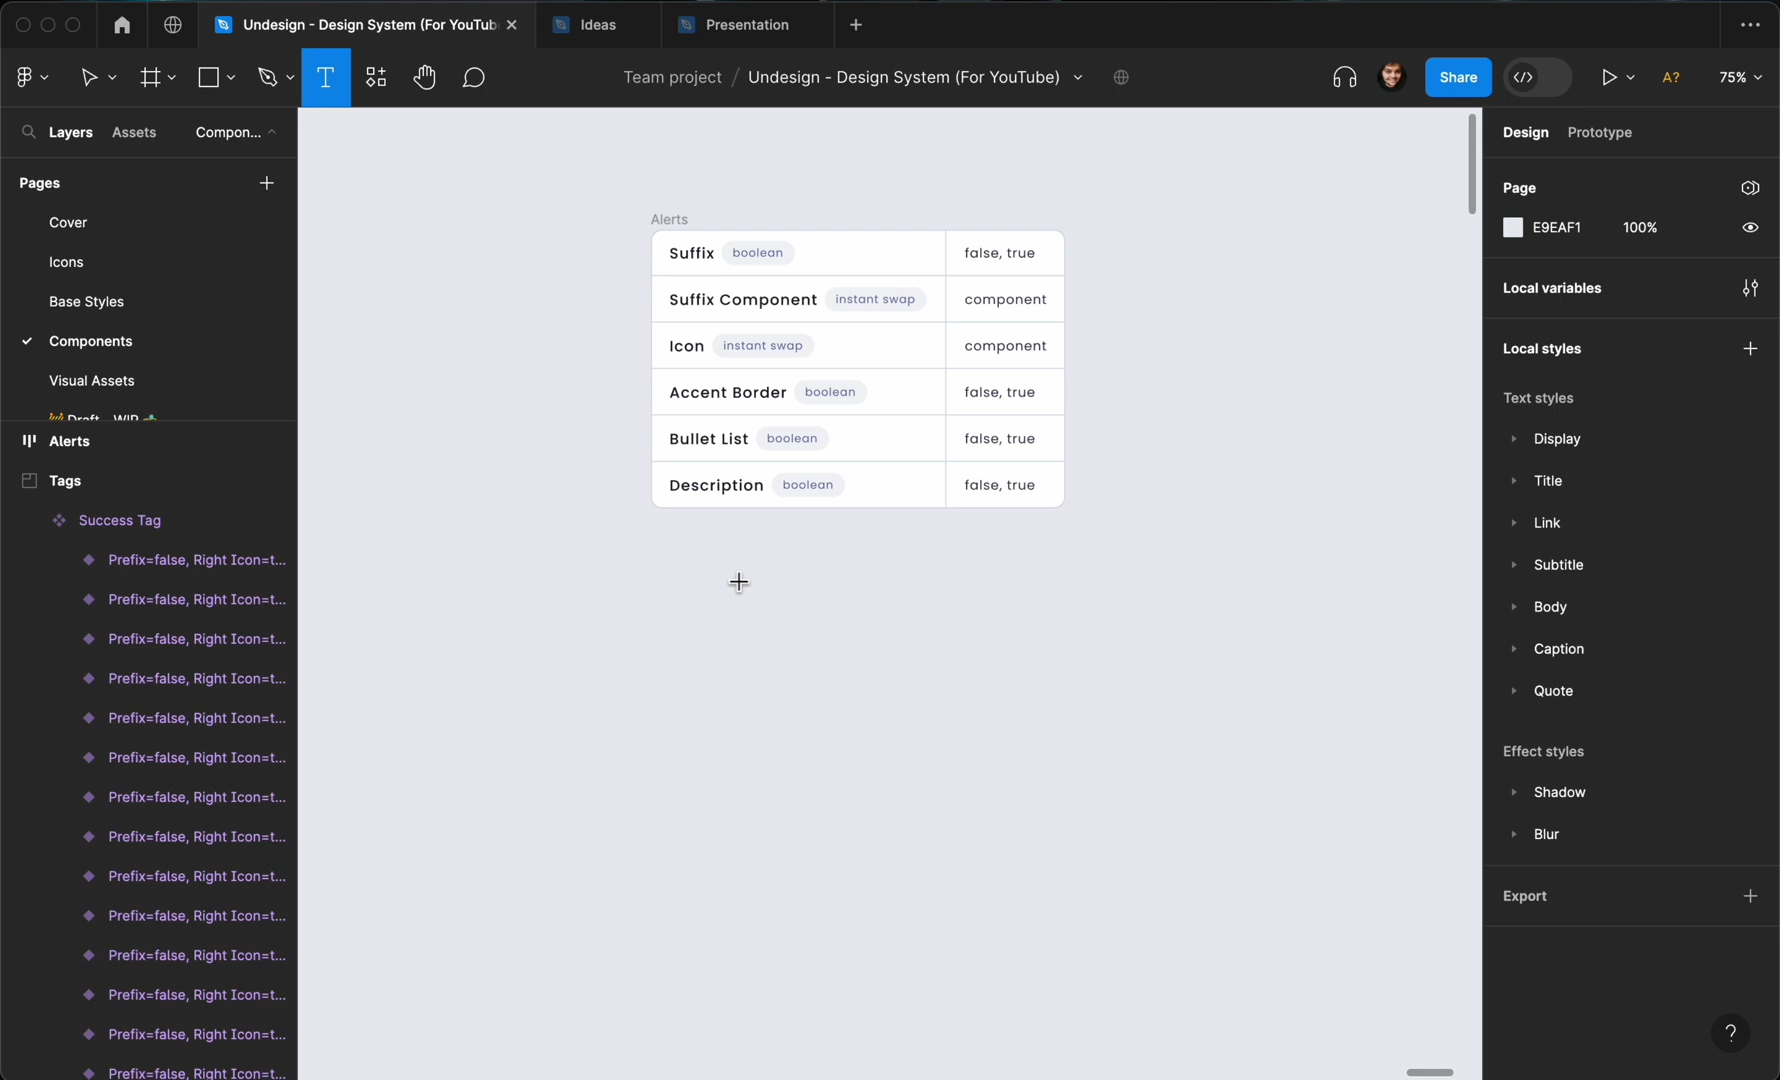 Undesign - Design System (For YouTub
Ideas
Presentation
Team project / Undesign - Design System (For YouTube)
Share
A?
75%
Layers
Assets
Compon...
Pages
Cover
Icons
Base Styles
Components
Visual Assets
🚧 Draft - WIP
Alerts
Tags
Success Tag
Prefix=false, Right Icon=t...
Prefix=false, Right Icon=t...
Prefix=false, Right Icon=t...
Prefix=false, Right Icon=t...
Prefix=false, Right Icon=t...
Prefix=false, Right Icon=t...
Prefix=false, Right Icon=t...
Prefix=false, Right Icon=t...
Prefix=false, Right Icon=t...
Prefix=false, Right Icon=t...
Prefix=false, Right Icon=t...
Prefix=false, Right Icon=t...
Prefix=false, Right Icon=t...
Prefix=false, Right Icon=t...
Alerts
Suffix boolean false, true
Suffix Component instant swap component
Icon instant swap component
Accent Border boolean false, true
Bullet List boolean false, true
Description boolean false, true
Design
Prototype
Page
E9EAF1 100%
Local variables
Local styles
Text styles
Display
Title
Link
Subtitle
Body
Caption
Quote
Effect styles
Shadow
Blur
Export
?